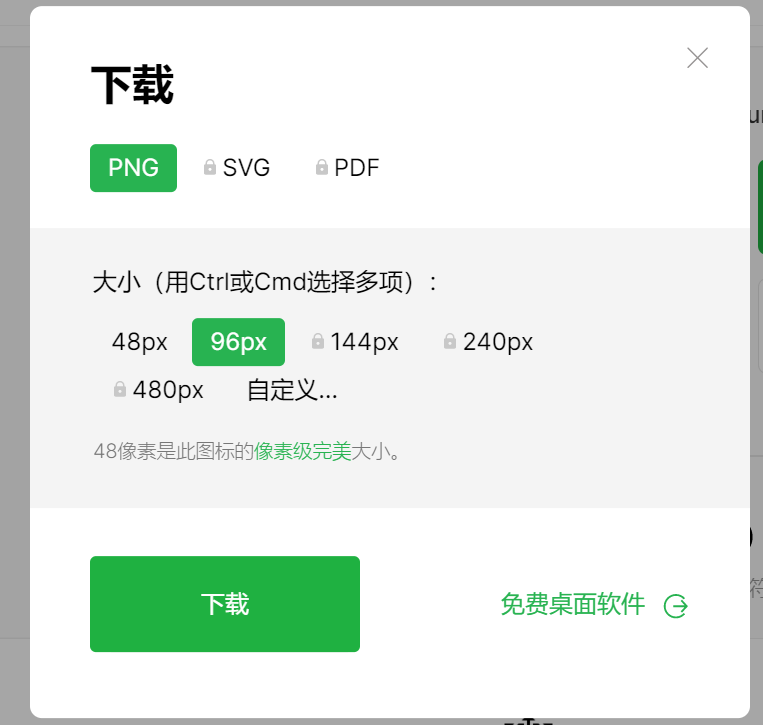 下载
PNG SVG PDF
大小（用Ctrl或Cmd选择多项）：
48px 96px 144px 240px
480px 自定义...
48像素是此图标的像素级完美大小。
下载 免费桌面软件
符